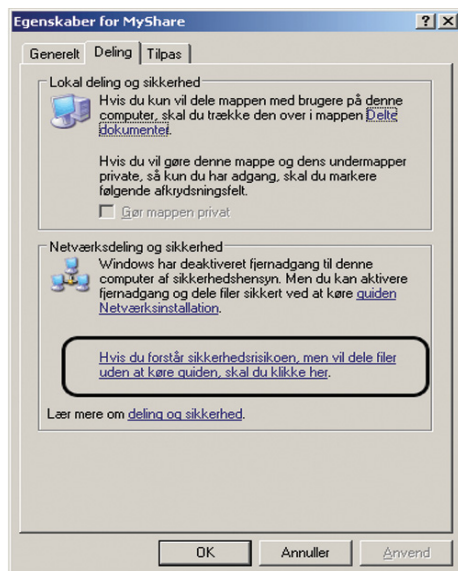 Egenskaber for MyShare
Generelt Deling Tilpas
Lokal deling og sikkerhed
Hvis du kun vil dele mappen med brugere på denne
computer, skal du trække den over i mappen Delte
dokumenter.
Hvis du vil gøre denne mappe og dens undermapper
private, så kun du har adgang, skal du markere
følgende afkrydsningsfelt.
Gør mappen privat
Netværksdeling og sikkerhed
Windows har deaktiveret fjernadgang til denne
computer af sikkerhedshensyn. Men du kan aktivere
fjernadgang og dele filer sikkert ved at køre guiden
Netværksinstallation.
Hvis du forstår sikkerhedsrisikoen, men vil dele filer
uden at køre guiden, skal du klikke her.
Lær mere om deling og sikkerhed.
OK Annuller Anvend